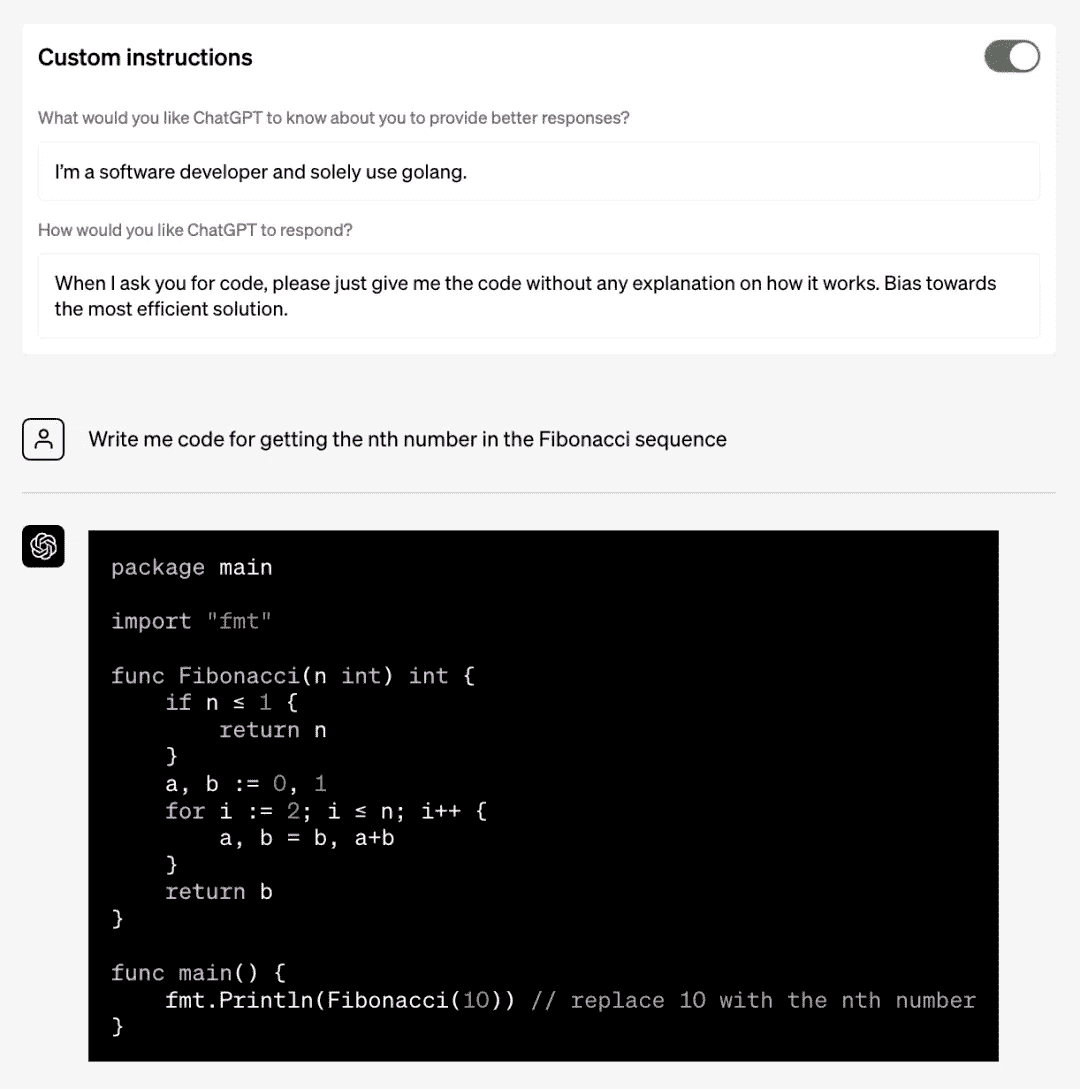 Custom instructions
What would you like ChatGPT to know about you to provide better responses?
I'm a software developer and solely use golang.
How would you like ChatGPT to respond?
When I ask you for code, please just give me the code without any explanation on how it works. Bias towards
the most efficient solution.
Write me code for getting the nth number in the Fibonacci sequence
package main
import "fmt"
func Fibonacci(n int) int {
    if n ≤ 1 {
        return n
    }
    a, b := 0, 1
    for i := 2; i ≤ n; i++ {
        a, b = b, a+b
    }
    return b
}
func main() {
    fmt.Println(Fibonacci(10)) // replace 10 with the nth number
}